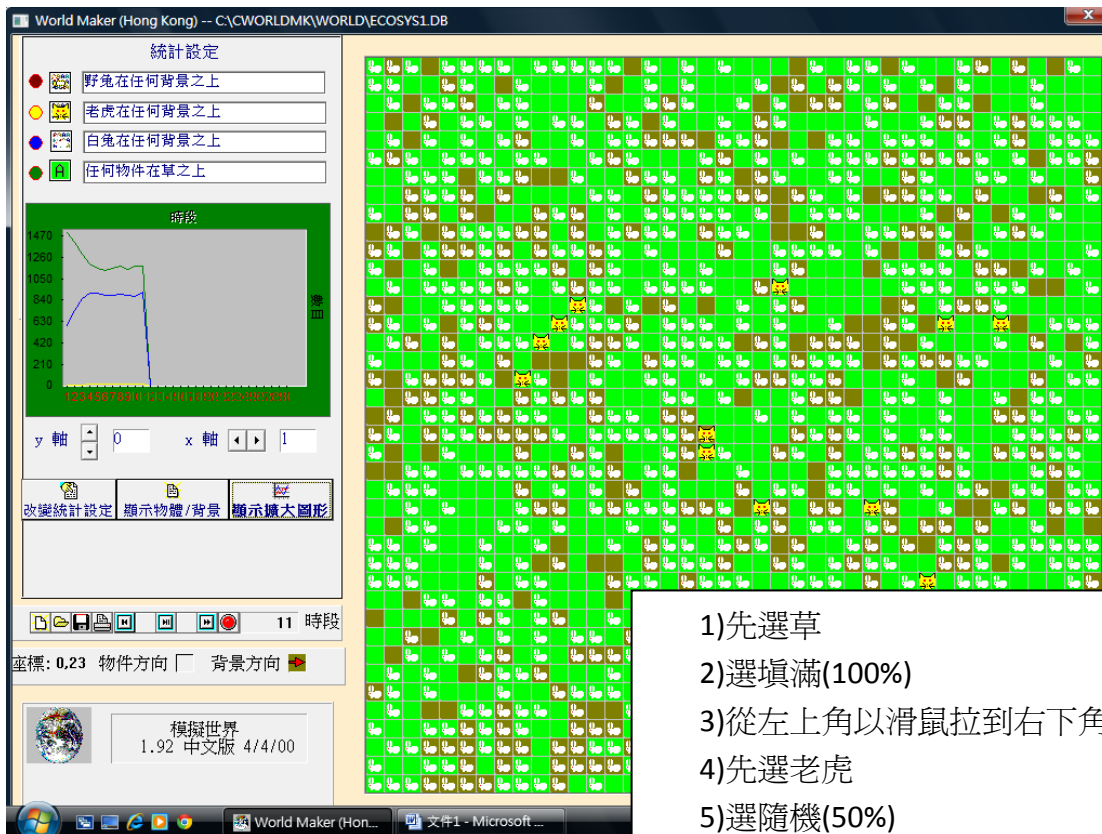 World Maker (Hong Kong) -- C:\CWORLDMK\WORLD\ECOSYS1.DB
統計設定
野兔在任何背景之上
老虎在任何背景之上
白兔在任何背景之上
A 任何物件在草之上
時段
1470
1260
1050
840
630
420
210
0
數目
y 軸 0 x 軸 1
改變統計設定 顯示物體/背景 顯示擴大圖形
11 時段
座標: 0,23 物件方向 背景方向
模擬世界
1.92 中文版 4/4/00
1)先選草
2)選填滿(100%)
3)從左上角以滑鼠拉到右下角
4)先選老虎
5)選隨機(50%)
World Maker (Hon... 文件1 - Microsoft ...